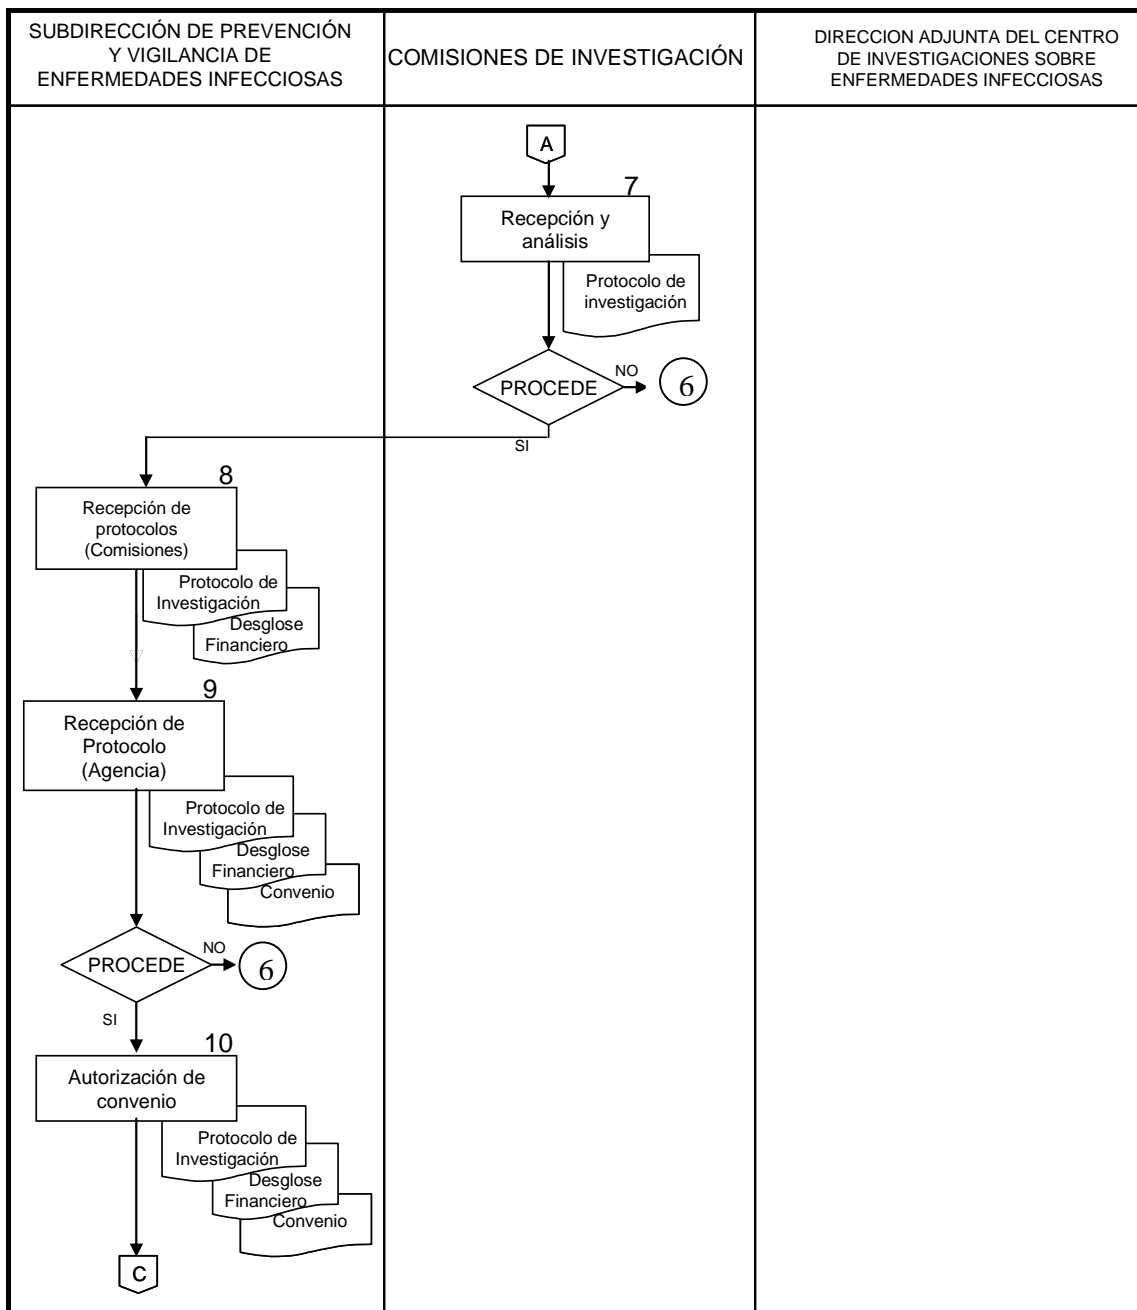 SUBDIRECCIÓN DE PREVENCIÓN
Y VIGILANCIA DE
ENFERMEDADES INFECCIOSAS
COMISIONES DE INVESTIGACIÓN
DIRECCION ADJUNTA DEL CENTRO
DE INVESTIGACIONES SOBRE
ENFERMEDADES INFECCIOSAS
A
7
Recepción y
análisis
Protocolo de
investigación
PROCEDE
NO
6
SI
8
Recepción de
protocolos
(Comisiones)
Protocolo de
Investigación
Desglose
Financiero
9
Recepción de
Protocolo
(Agencia)
Protocolo de
Investigación
Desglose
Financiero
Convenio
PROCEDE
NO
6
SI
10
Autorización de
convenio
Protocolo de
Investigación
Desglose
Financiero
Convenio
C